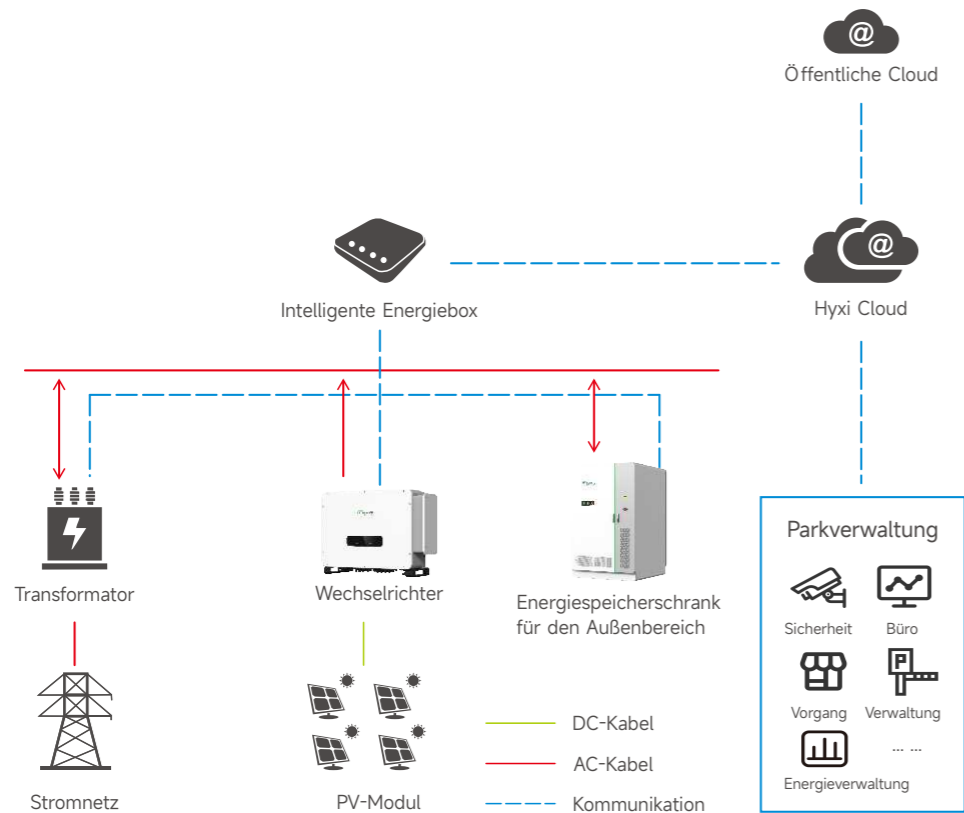 @
Öffentliche Cloud
@
Hyxi Cloud
Intelligente Energiebox
Transformator
Wechselrichter
Energiespeicherschrank
für den Außenbereich
Stromnetz
PV-Modul
DC-Kabel
AC-Kabel
Kommunikation
Parkverwaltung
Sicherheit
Büro
P
Vorgang
Verwaltung
Energieverwaltung
... ...